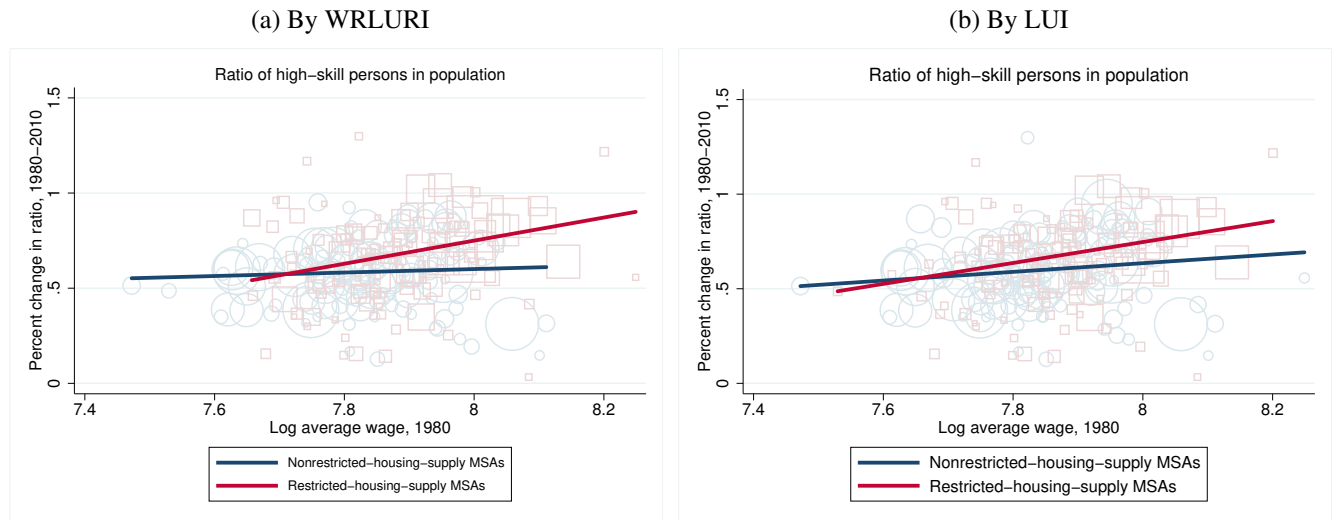 (a) By WRLURI
Ratio of high−skill persons in population
Percent change in ratio, 1980−2010
1.5
1
.5
0
7.4 7.6 7.8 8 8.2
Log average wage, 1980
Nonrestricted−housing−supply MSAs
Restricted−housing−supply MSAs
(b) By LUI
Ratio of high−skill persons in population
Percent change in ratio, 1980−2010
1.5
1
.5
0
7.4 7.6 7.8 8 8.2
Log average wage, 1980
Nonrestricted−housing−supply MSAs
Restricted−housing−supply MSAs